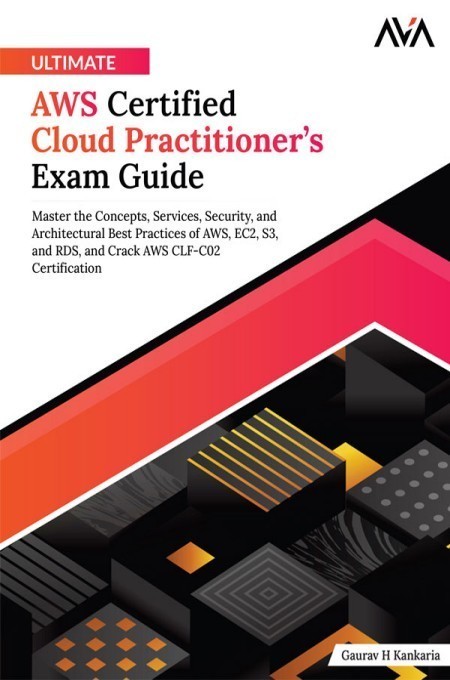 AVA
ULTIMATE
AWS Certified
Cloud Practitioner’s
Exam Guide
Master the Concepts, Services, Security, and
Architectural Best Practices of AWS, EC2, S3,
and RDS, and Crack AWS CLF-C02
Certification
Gaurav H Kankaria